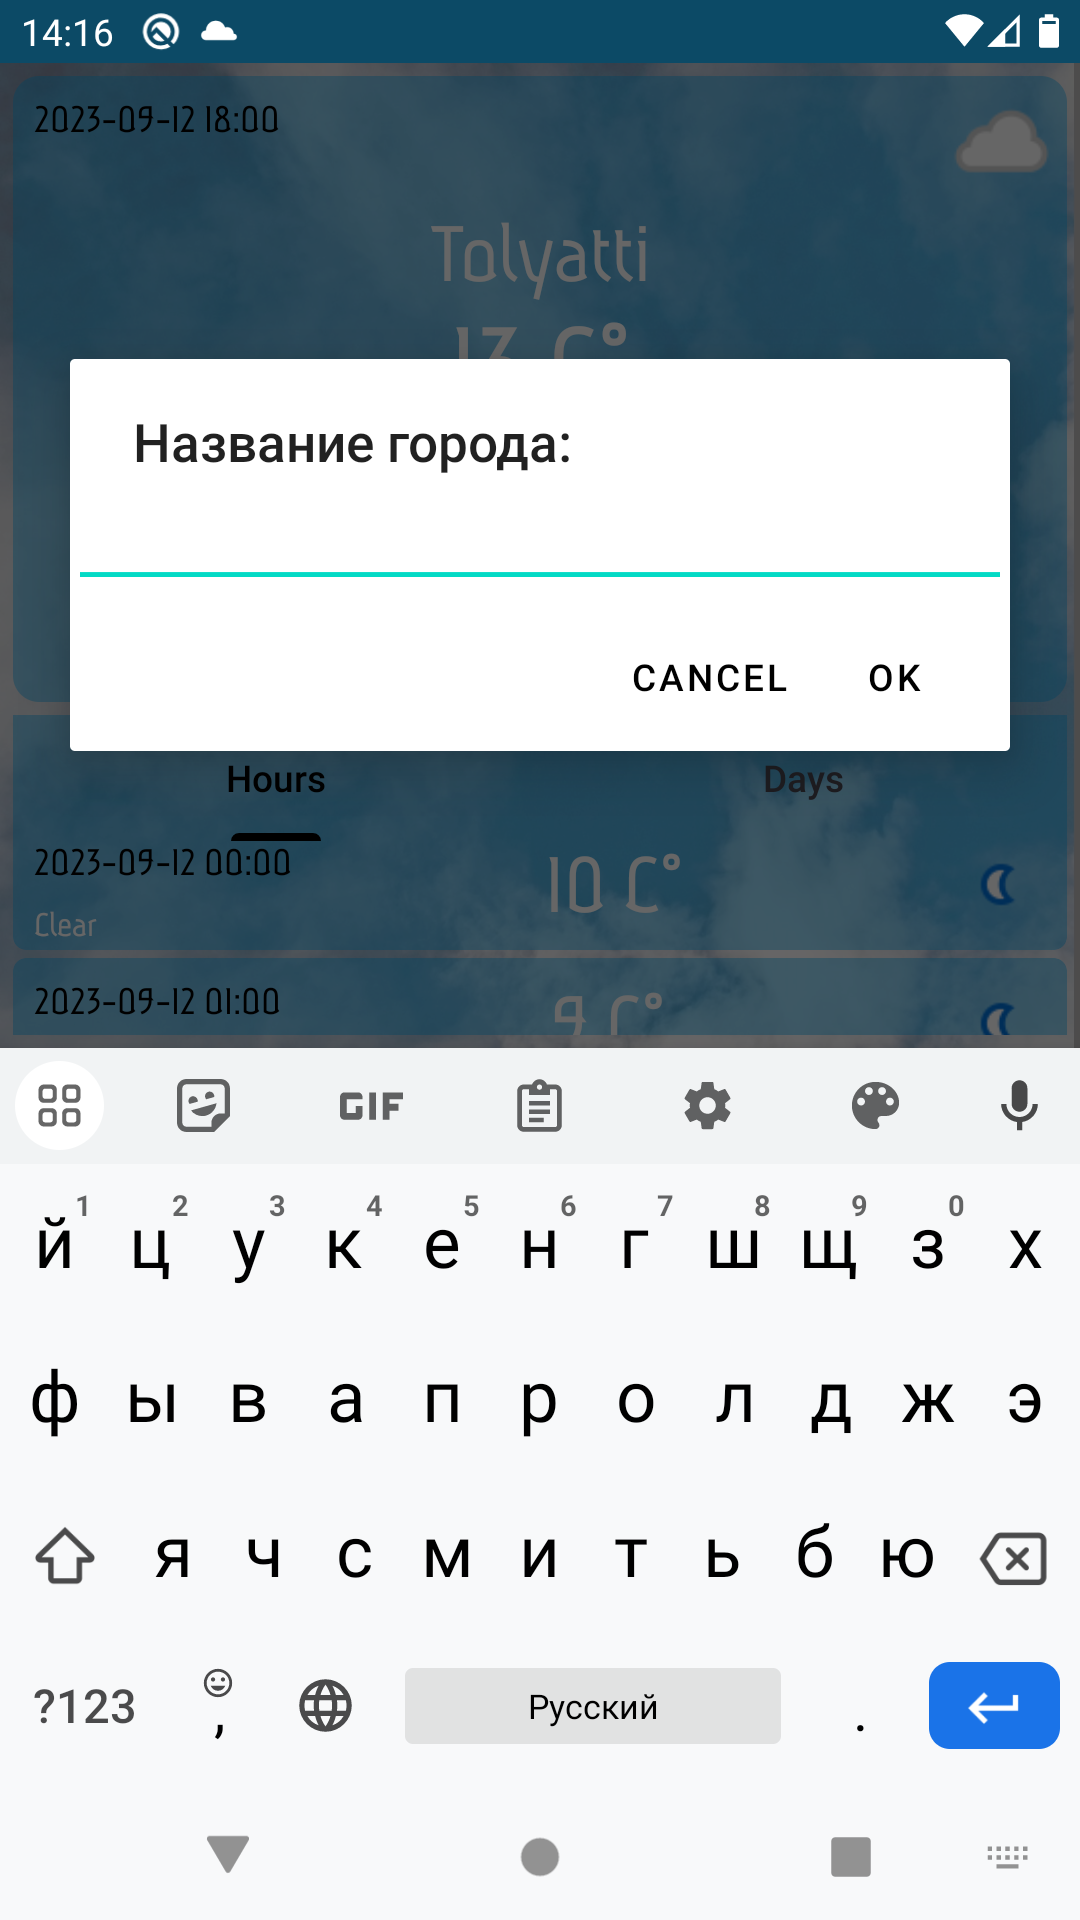 14:16
2023-09-12 18:00
Tolyatti
13 C°
Название города:
CANCEL OK
Hours Days
2023-09-12 00:00
10 C°
Clear
2023-09-12 01:00
9 C°
GIF
1 2 3 4 5 6 7 8 9 0
й ц у к е н г ш щ з х
ф ы в а п р о л д ж э
я ч с м и т ь б ю
?123 , Русский .